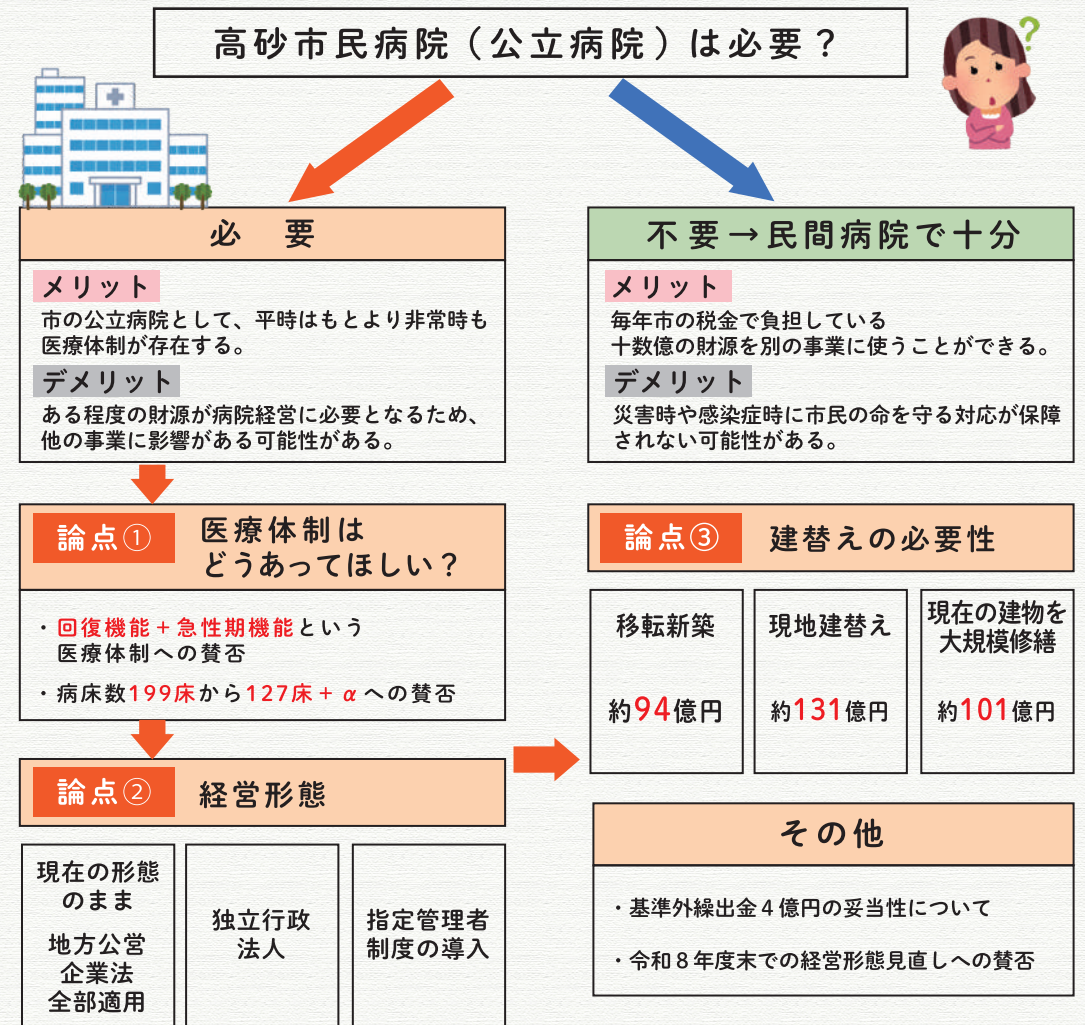 高砂市民病院（公立病院）は必要？
?
必　要
メリット
市の公立病院として、平時はもとより非常時も
医療体制が存在する。
デメリット
ある程度の財源が病院経営に必要となるため、
他の事業に影響がある可能性がある。
不要→民間病院で十分
メリット
毎年市の税金で負担している
十数億の財源を別の事業に使うことができる。
デメリット
災害時や感染症時に市民の命を守る対応が保障
されない可能性がある。
論点①
医療体制は
どうあってほしい？
・回復機能＋急性期機能という
医療体制への賛否
・病床数199床から127床＋αへの賛否
論点②
経営形態
現在の形態
のまま
地方公営
企業法
全部適用
独立行政
法人
指定管理者
制度の導入
論点③
建替えの必要性
移転新築
約94億円
現地建替え
約131億円
現在の建物を
大規模修繕
約101億円
その他
・基準外繰出金４億円の妥当性について
・令和８年度末での経営形態見直しへの賛否